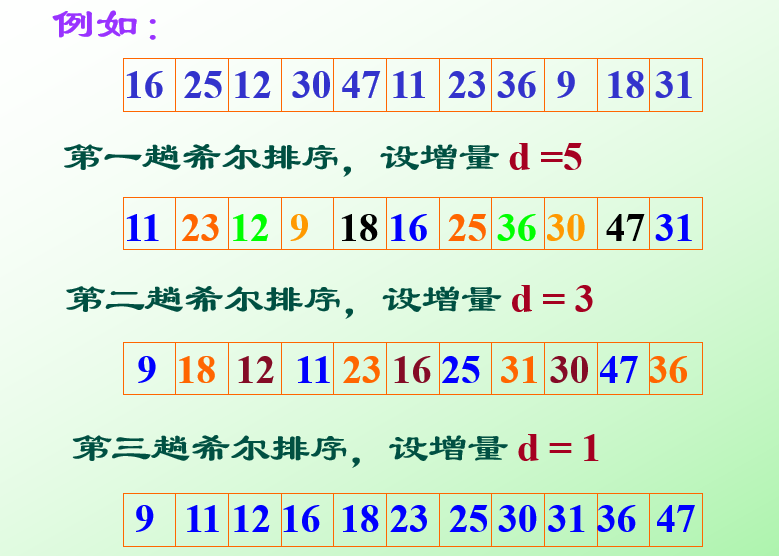 例如：
16 25 12 30 47 11 23 36 9 18 31
第一趟希尔排序，设增量 d =5
11 23 12 9 18 16 25 36 30 47 31
第二趟希尔排序，设增量 d = 3
9 18 12 11 23 16 25 31 30 47 36
第三趟希尔排序，设增量 d = 1
9 11 12 16 18 23 25 30 31 36 47